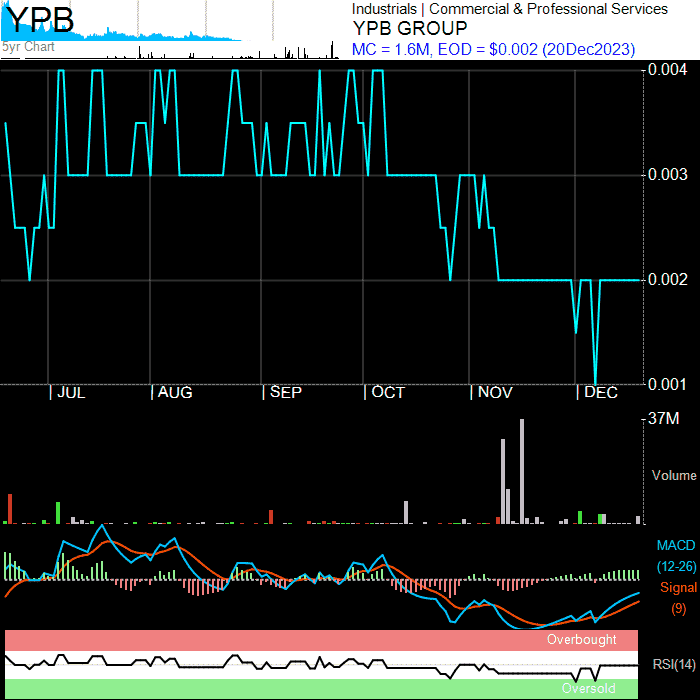 YPB
5yr Chart
Industrials | Commercial & Professional Services
YPB GROUP
MC = 1.6M, EOD = $0.002 (20Dec2023)
0.004
0.003
0.002
0.001
| JUL | AUG | SEP | OCT | NOV | DEC
37M
Volume
MACD
(12-26)
Signal
(9)
Overbought
RSI(14)
Oversold